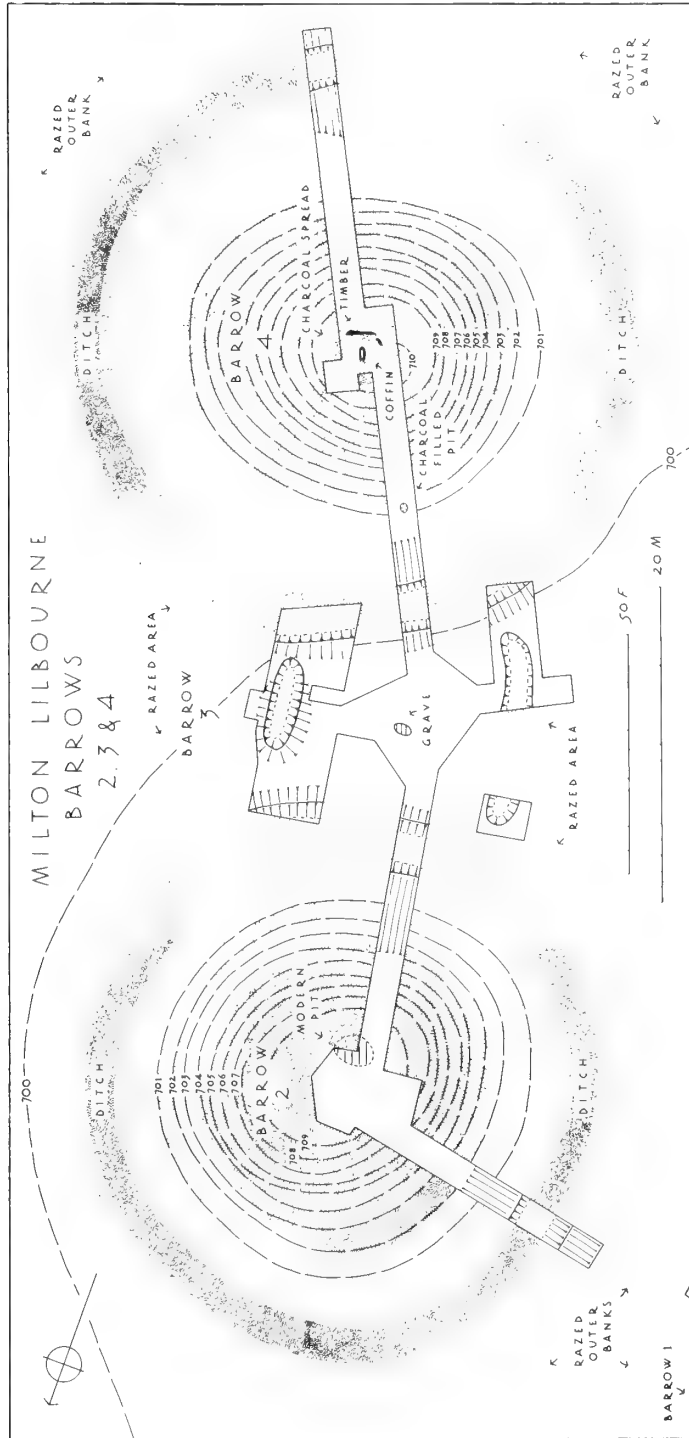 MILTON LILBOURNE
BARROWS
2. 3 & 4
700
DITCH
701
702
703
704
705
706
707
BARROW
2
708
709
MODERN
PIT
DITCH
RAZED
OUTER
BANKS
BARROW 1
RAZED AREA
BARROW
3
GRAVE
RAZED AREA
RAZED
OUTER
BANK
DITCH
BARROW
4
CHARCOAL SPREAD
TIMBER
COFFIN
CHARCOAL
FILLED
PIT
710
709
708
707
706
705
704
703
702
701
DITCH
RAZED
OUTER
BANK
700
50 F
20 M